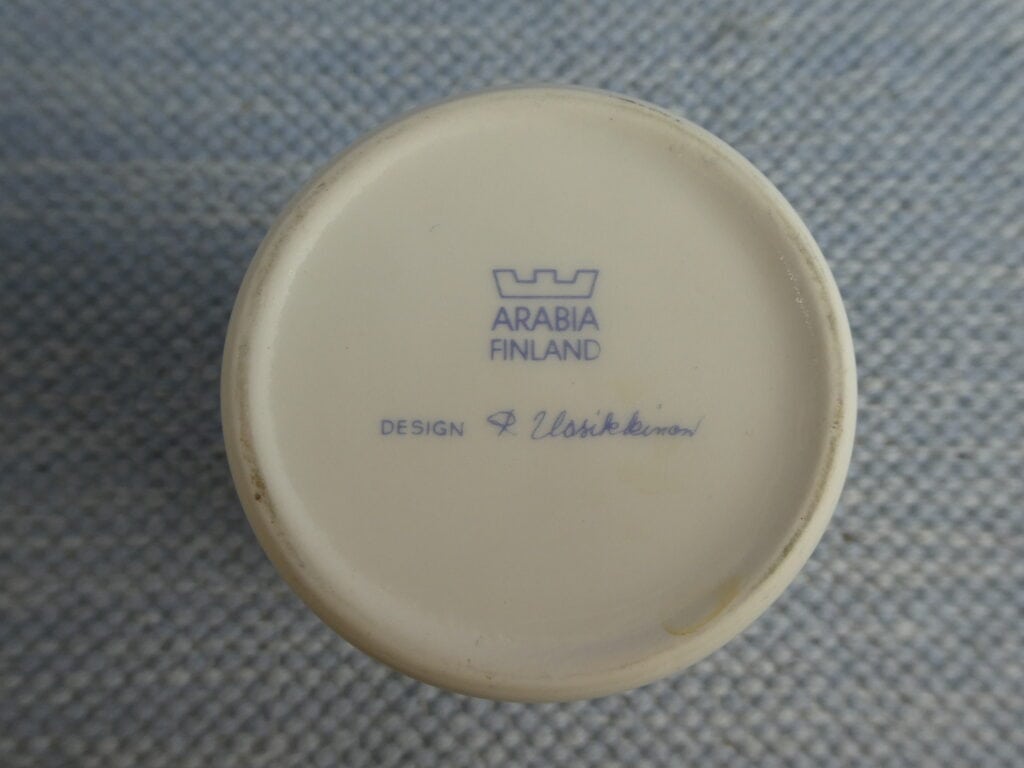 ARABIA
FINLAND
DESIGN R Uosikkinen